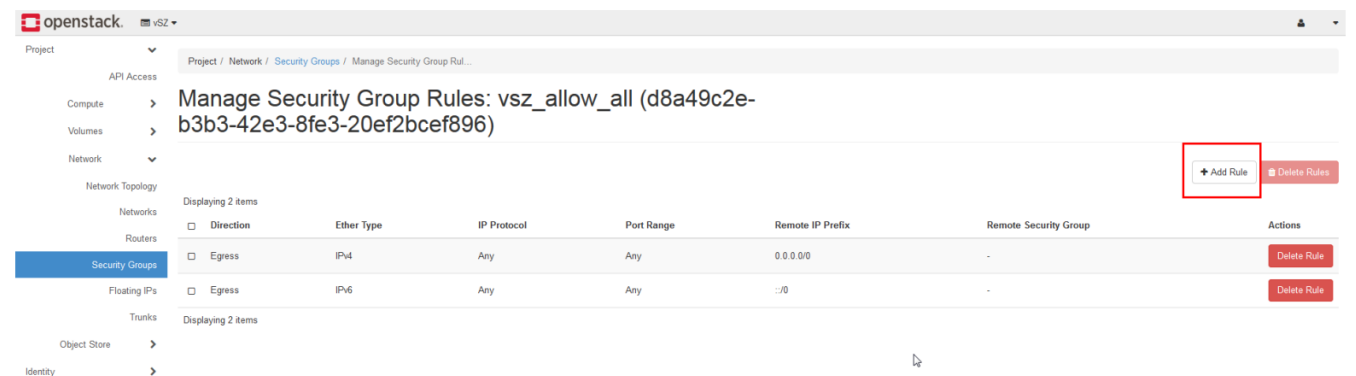 openstack. vSZ
Project
API Access
Compute
Volumes
Network
Network Topology
Networks
Routers
Security Groups
Floating IPs
Trunks
Object Store
Identity
Project / Network / Security Groups / Manage Security Group Rul...
Manage Security Group Rules: vsz_allow_all (d8a49c2e-
b3b3-42e3-8fe3-20ef2bcef896)
+ Add Rule Delete Rules
Displaying 2 items
Direction Ether Type IP Protocol Port Range Remote IP Prefix Remote Security Group Actions
Egress IPv4 Any Any 0.0.0.0/0 - Delete Rule
Egress IPv6 Any Any ::/0 - Delete Rule
Displaying 2 items